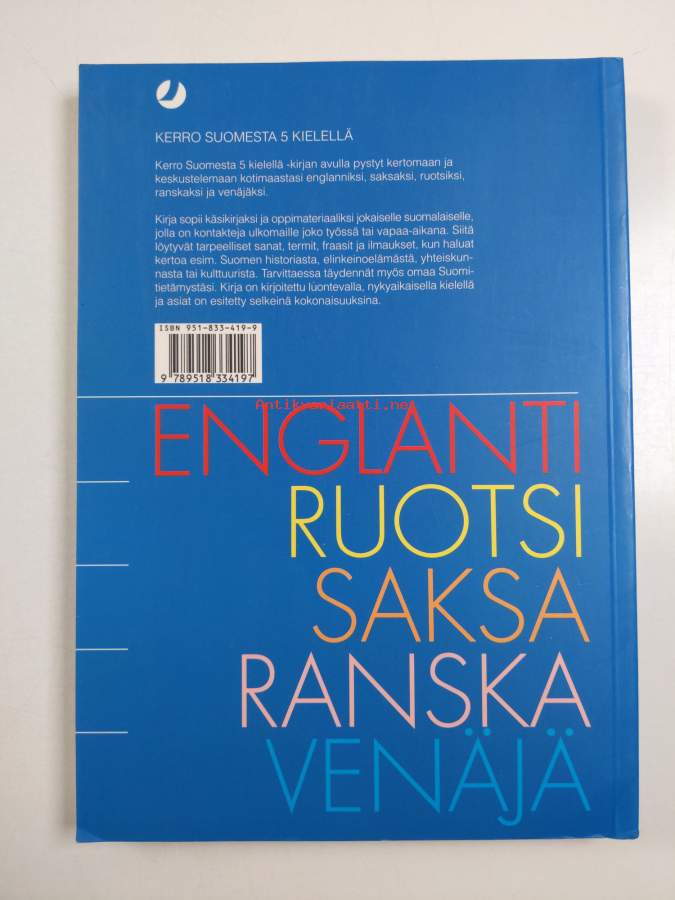 KERRO SUOMESTA 5 KIELELLÄ
Kerro Suomesta 5 kielellä -kirjan avulla pystyt kertomaan ja
keskustelemaan kotimaastasi englanniksi, saksaksi, ruotsiksi,
ranskaksi ja venäjäksi.
Kirja sopii käsikirjaksi ja oppimateriaaliksi jokaiselle suomalaiselle,
jolla on kontakteja ulkomaille joko työssä tai vapaa-aikana. Siitä
löytyvät tarpeelliset sanat, termit, fraasit ja ilmaukset, kun haluat
kertoa esim. Suomen historiasta, elinkeinoelämästä, yhteiskun-
nasta tai kulttuurista. Tarvittaessa täydennät myös omaa Suomi-
tietämystäsi. Kirja on kirjoitettu luontevalla, nykyaikaisella kielellä
ja asiat on esitetty selkeinä kokonaisuuksina.
ISBN 951-833-419-9
9 789518 334197
Antikvariaatti.net
ENGLANTI
RUOTSI
SAKSA
RANSKA
VENÄJÄ